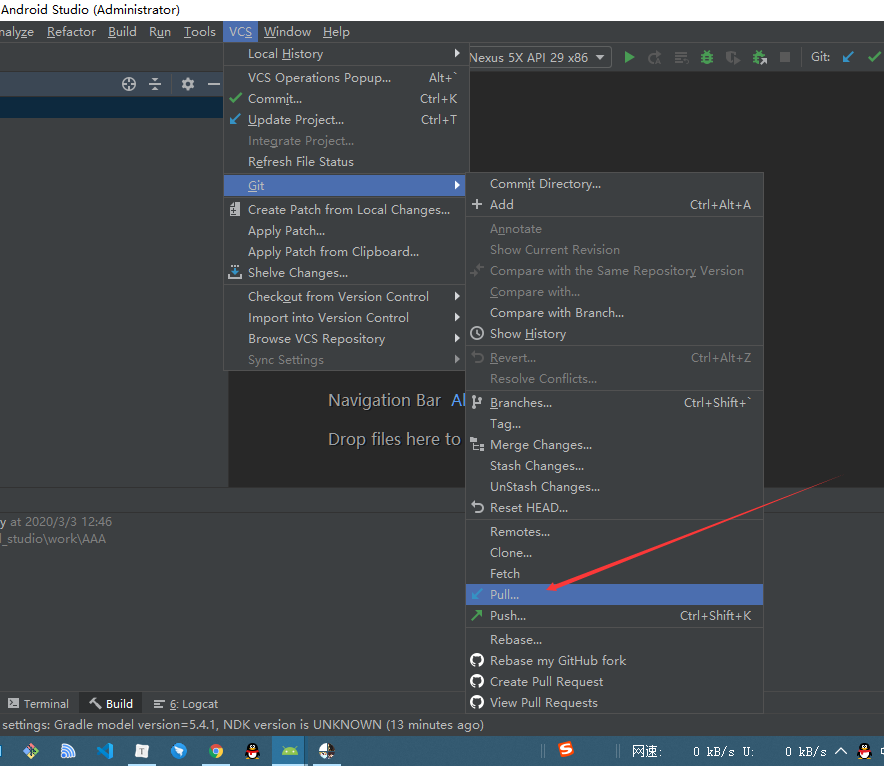 Android Studio (Administrator)
nalyze Refactor Build Run Tools VCS Window Help
Nexus 5X API 29 x86 Git:
Local History
VCS Operations Popup... Alt+`
Commit... Ctrl+K
Update Project... Ctrl+T
Integrate Project...
Refresh File Status
Git
Create Patch from Local Changes...
Apply Patch...
Apply Patch from Clipboard...
Shelve Changes...
Checkout from Version Control
Import into Version Control
Browse VCS Repository
Sync Settings
Commit Directory...
Add Ctrl+Alt+A
Annotate
Show Current Revision
Compare with the Same Repository Version
Compare with...
Compare with Branch...
Show History
Revert... Ctrl+Alt+Z
Resolve Conflicts...
Branches... Ctrl+Shift+`
Tag...
Merge Changes...
Stash Changes...
UnStash Changes...
Reset HEAD...
Remotes...
Clone...
Fetch
Pull...
Push... Ctrl+Shift+K
Rebase...
Rebase my GitHub fork
Create Pull Request
View Pull Requests
Navigation Bar Al
Drop files here to
y at 2020/3/3 12:46
_studio\work\AAA
Terminal Build 6: Logcat
settings: Gradle model version=5.4.1, NDK version is UNKNOWN (13 minutes ago)
网速: 0 kB/s U: 0 kB/s